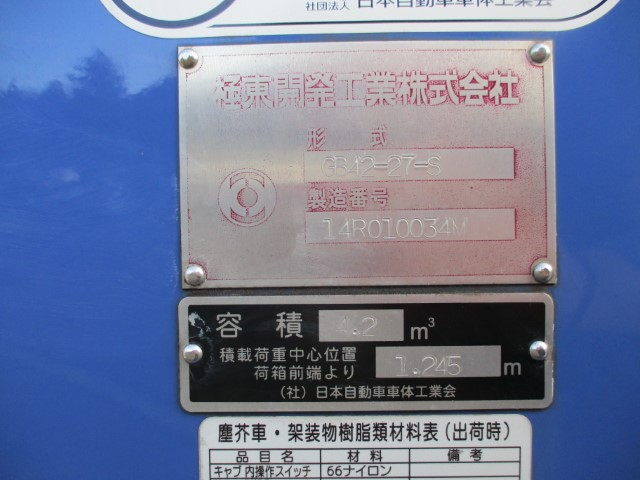 社団法人 日本自動車車体工業会
極東開発工業株式会社
形 式
GB42-27-S
製造番号
14R010034N
容積 4.2 m³
積載荷重中心位置
荷箱前端より 1.245 m
(社)日本自動車車体工業会
塵芥車・架装物樹脂類材料表(出荷時)
品目名 材料 備考
キャブ内操作スイッチ 66ナイロン